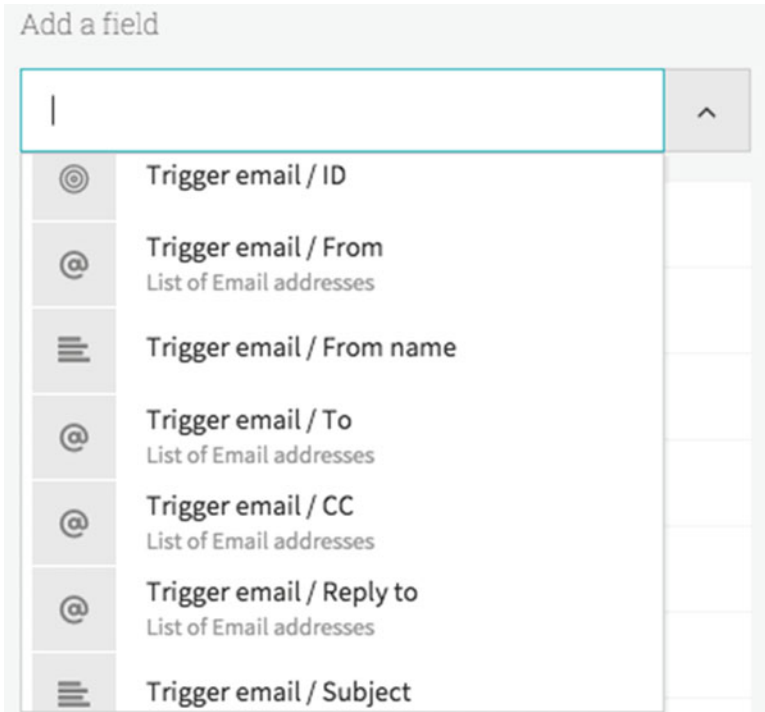 Add a field
Trigger email / ID
Trigger email / From
List of Email addresses
Trigger email / From name
Trigger email / To
List of Email addresses
Trigger email / CC
List of Email addresses
Trigger email / Reply to
List of Email addresses
Trigger email / Subject